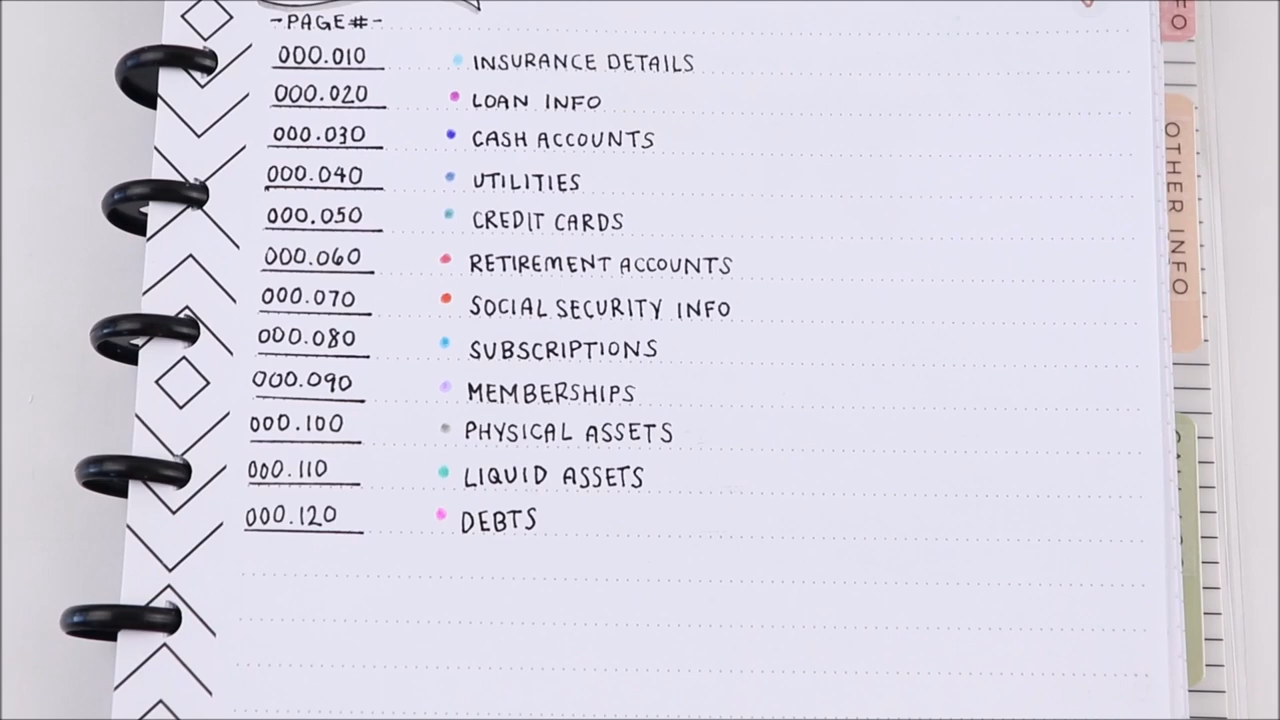 -PAGE#-
000.010 INSURANCE DETAILS
000.020 LOAN INFO
000.030 CASH ACCOUNTS
000.040 UTILITIES
000.050 CREDIT CARDS
000.060 RETIREMENT ACCOUNTS
000.070 SOCIAL SECURITY INFO
000.080 SUBSCRIPTIONS
000.090 MEMBERSHIPS
000.100 PHYSICAL ASSETS
000.110 LIQUID ASSETS
000.120 DEBTS
OTHER INFO